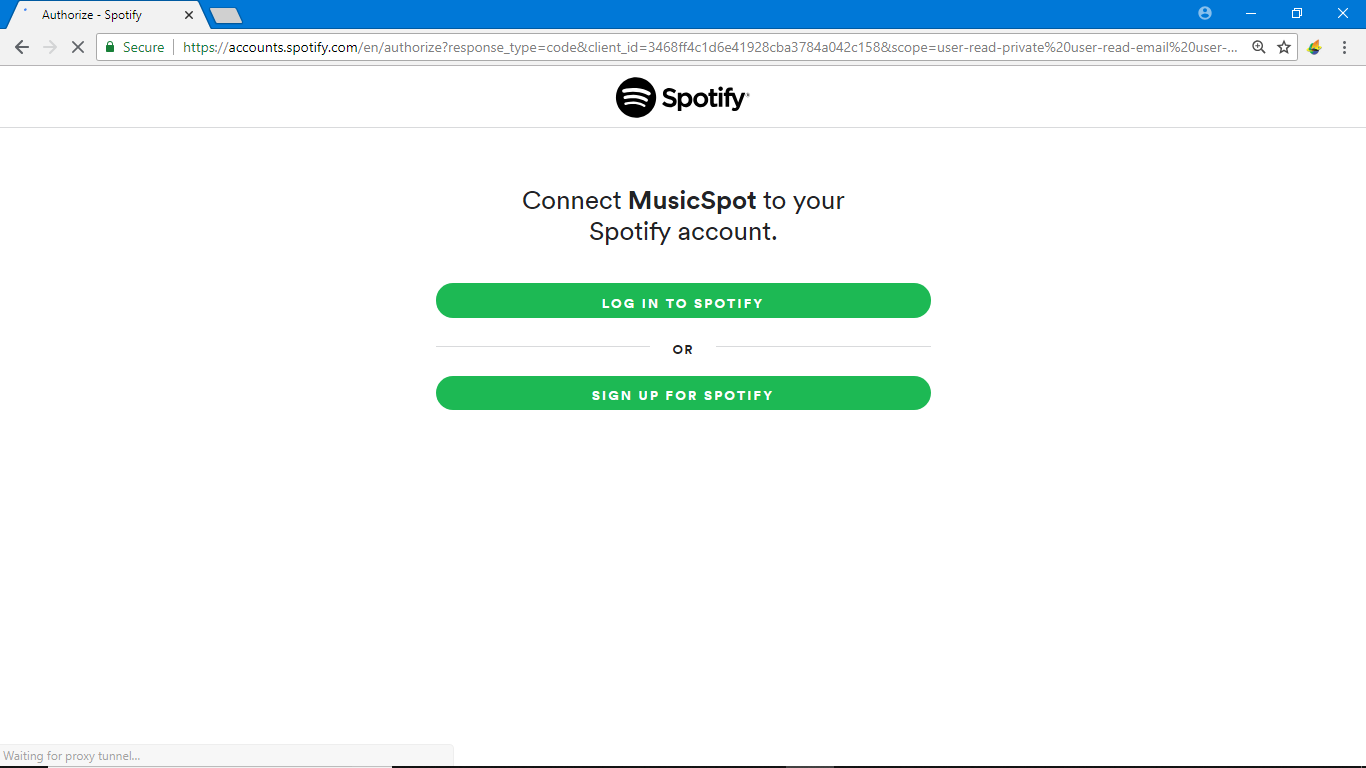 Authorize - Spotify
Secure
https://accounts.spotify.com/en/authorize?response_type=code&client_id=3468ff4c1d6e41928cba3784a042c158&scope=user-read-private%20user-read-email%20user-...
Spotify
Connect MusicSpot to your
Spotify account.
LOG IN TO SPOTIFY
OR
SIGN UP FOR SPOTIFY
Waiting for proxy tunnel...